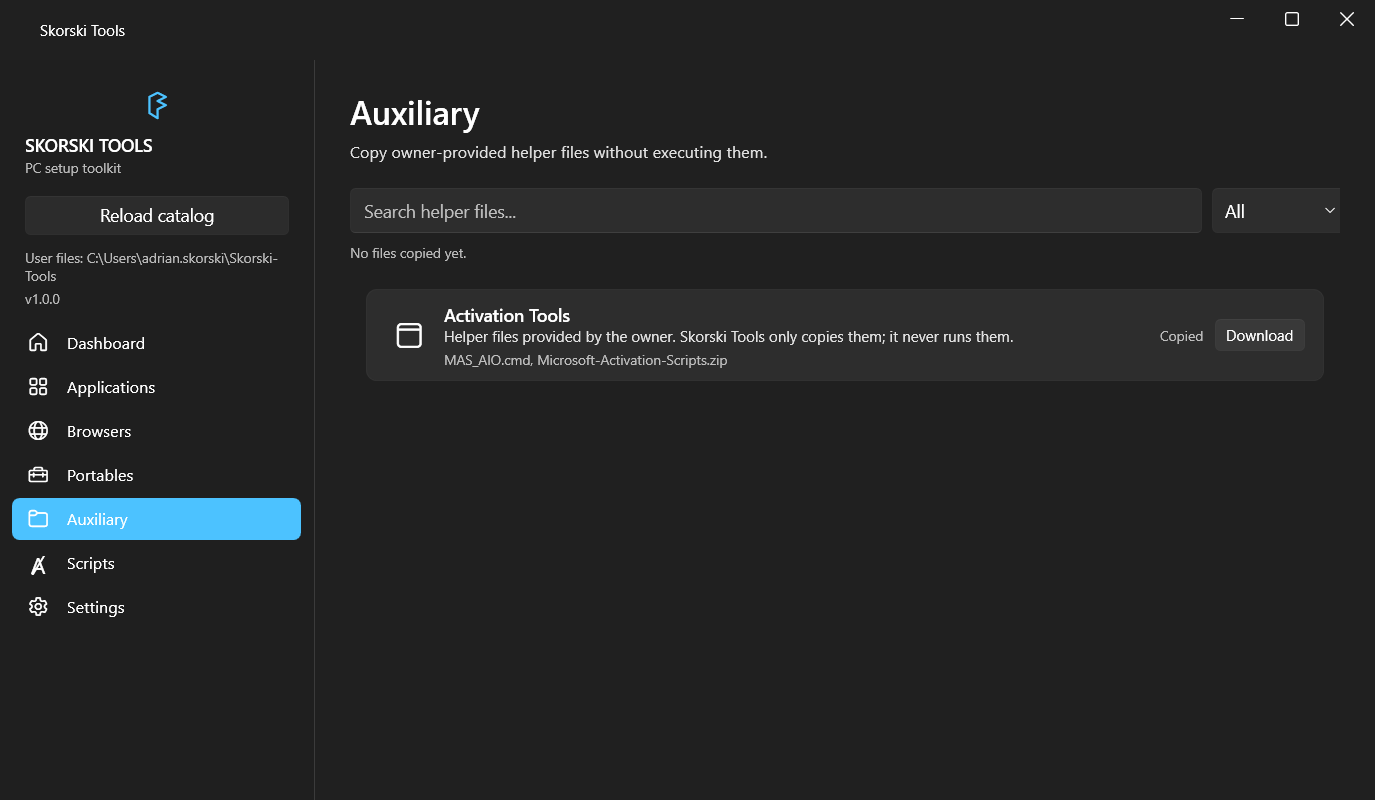 Skorski Tools
SKORSKI TOOLS
PC setup toolkit
Reload catalog
User files: C:\Users\adrian.skorski\Skorski-
Tools
v1.0.0
Dashboard
Applications
Browsers
Portables
Auxiliary
Scripts
Settings
Auxiliary
Copy owner-provided helper files without executing them.
Search helper files...
All
No files copied yet.
Activation Tools
Helper files provided by the owner. Skorski Tools only copies them; it never runs them.
MAS_AIO.cmd, Microsoft-Activation-Scripts.zip
Copied
Download